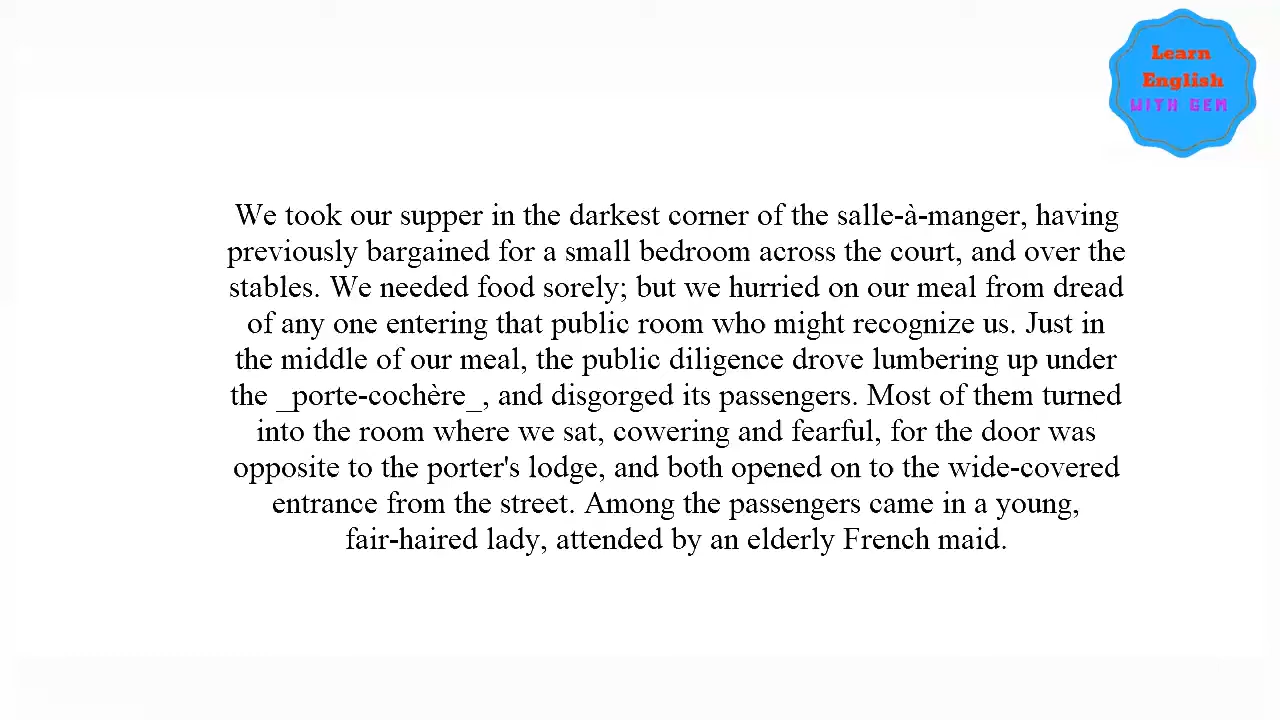 Learn
English
WITH GEM
We took our supper in the darkest corner of the salle-à-manger, having
previously bargained for a small bedroom across the court, and over the
stables. We needed food sorely; but we hurried on our meal from dread
of any one entering that public room who might recognize us. Just in
the middle of our meal, the public diligence drove lumbering up under
the _porte-cochère_, and disgorged its passengers. Most of them turned
into the room where we sat, cowering and fearful, for the door was
opposite to the porter's lodge, and both opened on to the wide-covered
entrance from the street. Among the passengers came in a young,
fair-haired lady, attended by an elderly French maid.